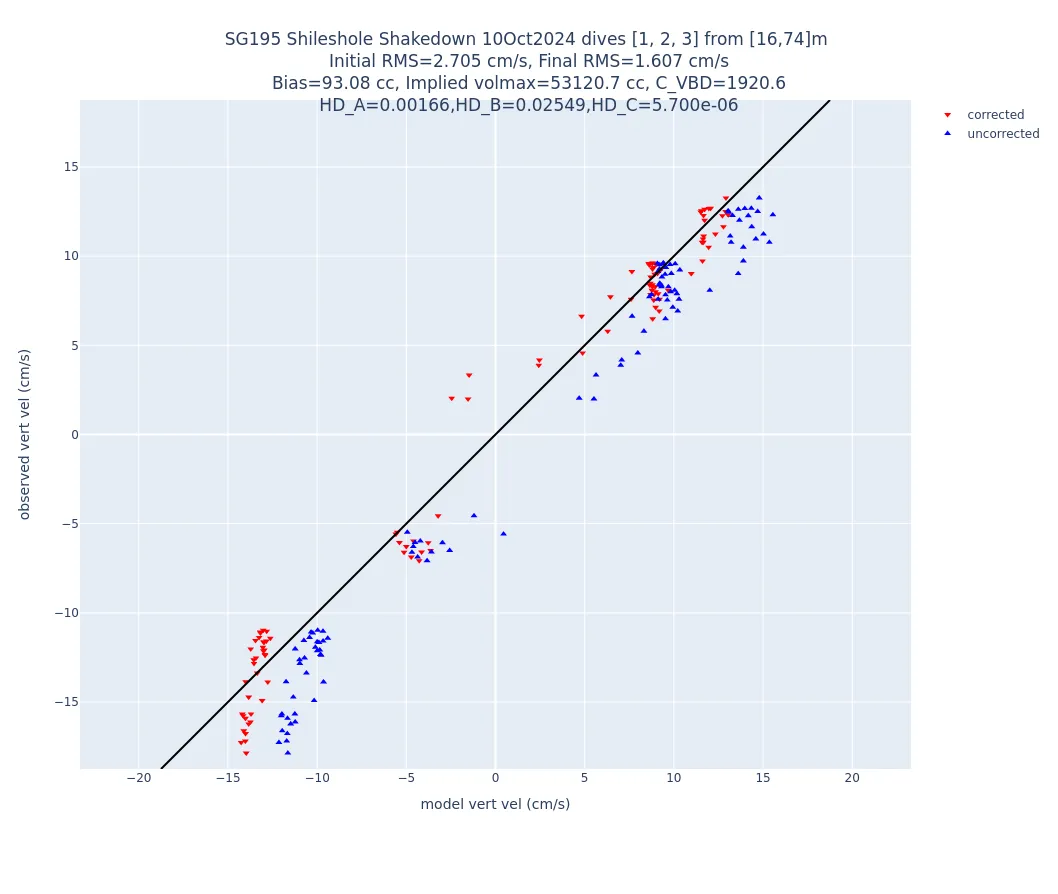 SG195 Shileshole Shakedown 10Oct2024 dives [1, 2, 3] from [16,74]m
Initial RMS=2.705 cm/s, Final RMS=1.607 cm/s
Bias=93.08 cc, Implied volmax=53120.7 cc, C_VBD=1920.6
HD_A=0.00166,HD_B=0.02549,HD_C=5.700e-06
corrected
uncorrected
15
10
5
0
−5
−10
−15
observed vert vel (cm/s)
−20 −15 −10 −5 0 5 10 15 20
model vert vel (cm/s)